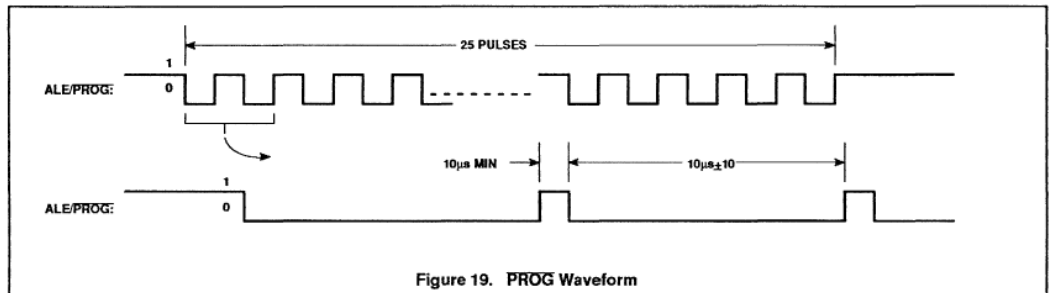 25 PULSES
1
ALE/PROG:
0
10μs MIN
10μs±10
1
ALE/PROG:
0
Figure 19. PROG Waveform